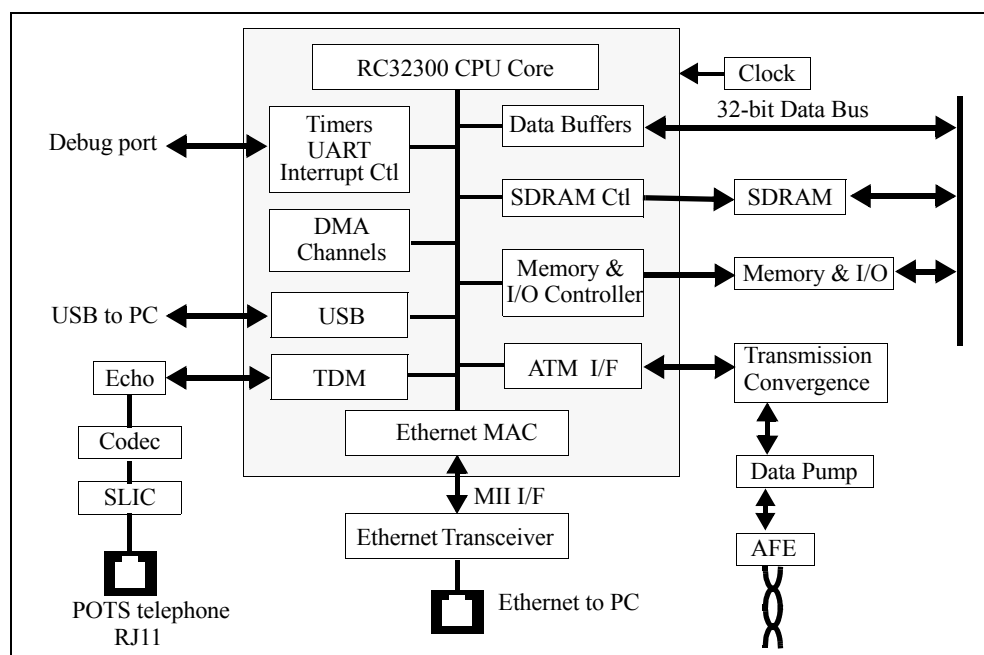 RC32300 CPU Core
Clock
32-bit Data Bus
Debug port
Timers
UART
Interrupt Ctl
Data Buffers
SDRAM Ctl
SDRAM
DMA
Channels
Memory &
I/O Controller
Memory & I/O
USB to PC
USB
Echo
TDM
ATM I/F
Transmission
Convergence
Codec
Ethernet MAC
Data Pump
SLIC
MII I/F
Ethernet Transceiver
AFE
POTS telephone
RJ11
Ethernet to PC